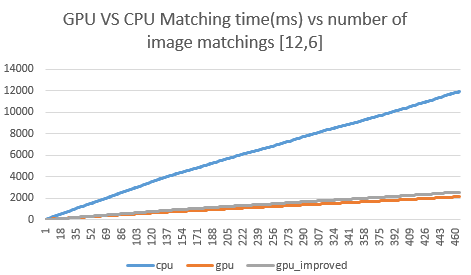 GPU VS CPU Matching time(ms) vs number of
image matchings [12,6]
14000
12000
10000
8000
6000
4000
2000
0
1 18 35 52 69 86 103 120 137 154 171 188 205 222 239 256 273 290 307 324 341 358 375 392 409 426 443 460
cpu gpu gpu_improved